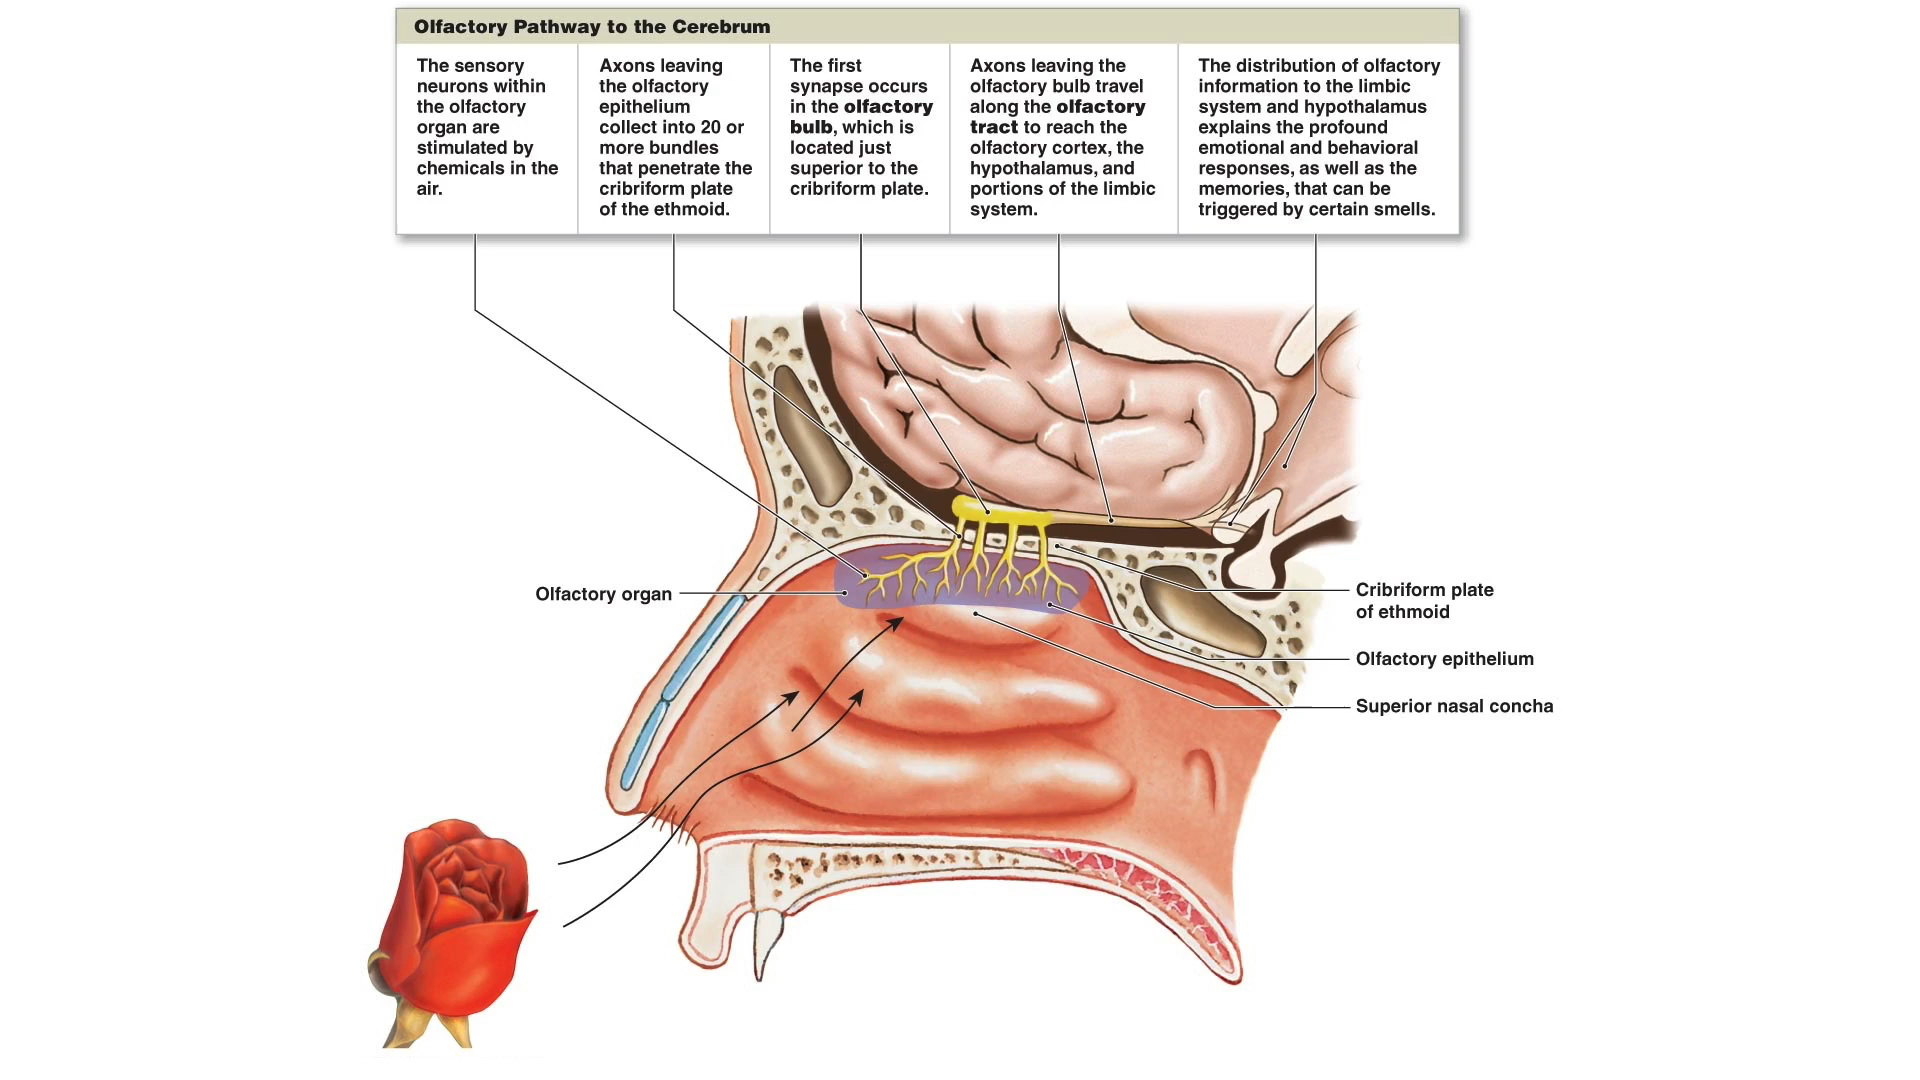 Olfactory Pathway to the Cerebrum
The sensory
neurons within
the olfactory
organ are
stimulated by
chemicals in the
air.
Axons leaving
the olfactory
epithelium
collect into 20 or
more bundles
that penetrate the
cribriform plate
of the ethmoid.
The first
synapse occurs
in the olfactory
bulb, which is
located just
superior to the
cribriform plate.
Axons leaving the
olfactory bulb travel
along the olfactory
tract to reach the
olfactory cortex, the
hypothalamus, and
portions of the limbic
system.
The distribution of olfactory
information to the limbic
system and hypothalamus
explains the profound
emotional and behavioral
responses, as well as the
memories, that can be
triggered by certain smells.
Olfactory organ
Cribriform plate
of ethmoid
Olfactory epithelium
Superior nasal concha